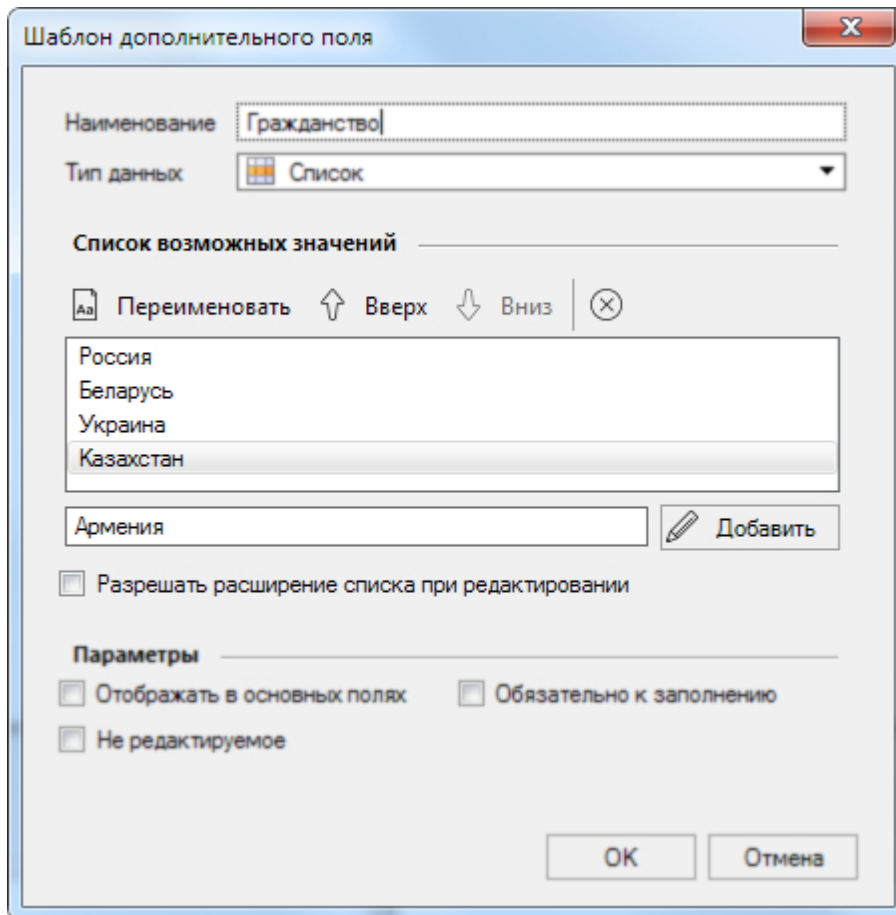 Шаблон дополнительного поля
Наименование Гражданство
Тип данных Список
Список возможных значений
Aa Переименовать Вверх Вниз
Россия
Беларусь
Украина
Казахстан
Армения Добавить
Разрешать расширение списка при редактировании
Параметры
Отображать в основных полях Обязательно к заполнению
Не редактируемое
OK Отмена